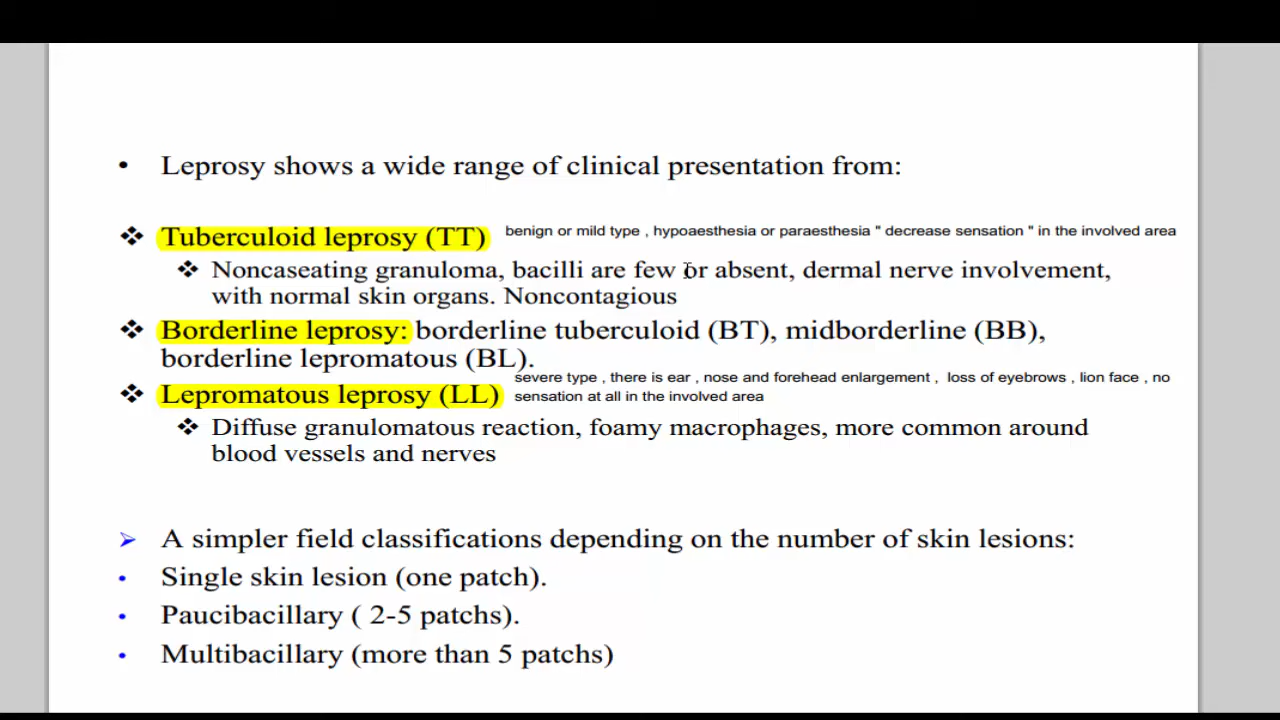 • Leprosy shows a wide range of clinical presentation from:
❖ Tuberculoid leprosy (TT) benign or mild type , hypoaesthesia or paraesthesia " decrease sensation " in the involved area
❖ Noncaseating granuloma, bacilli are few or absent, dermal nerve involvement,
with normal skin organs. Noncontagious
❖ Borderline leprosy: borderline tuberculoid (BT), midborderline (BB),
borderline lepromatous (BL).
severe type , there is ear , nose and forehead enlargement , loss of eyebrows , lion face , no
❖ Lepromatous leprosy (LL) sensation at all in the involved area
❖ Diffuse granulomatous reaction, foamy macrophages, more common around
blood vessels and nerves
➢ A simpler field classifications depending on the number of skin lesions:
• Single skin lesion (one patch).
• Paucibacillary ( 2-5 patchs).
• Multibacillary (more than 5 patchs)